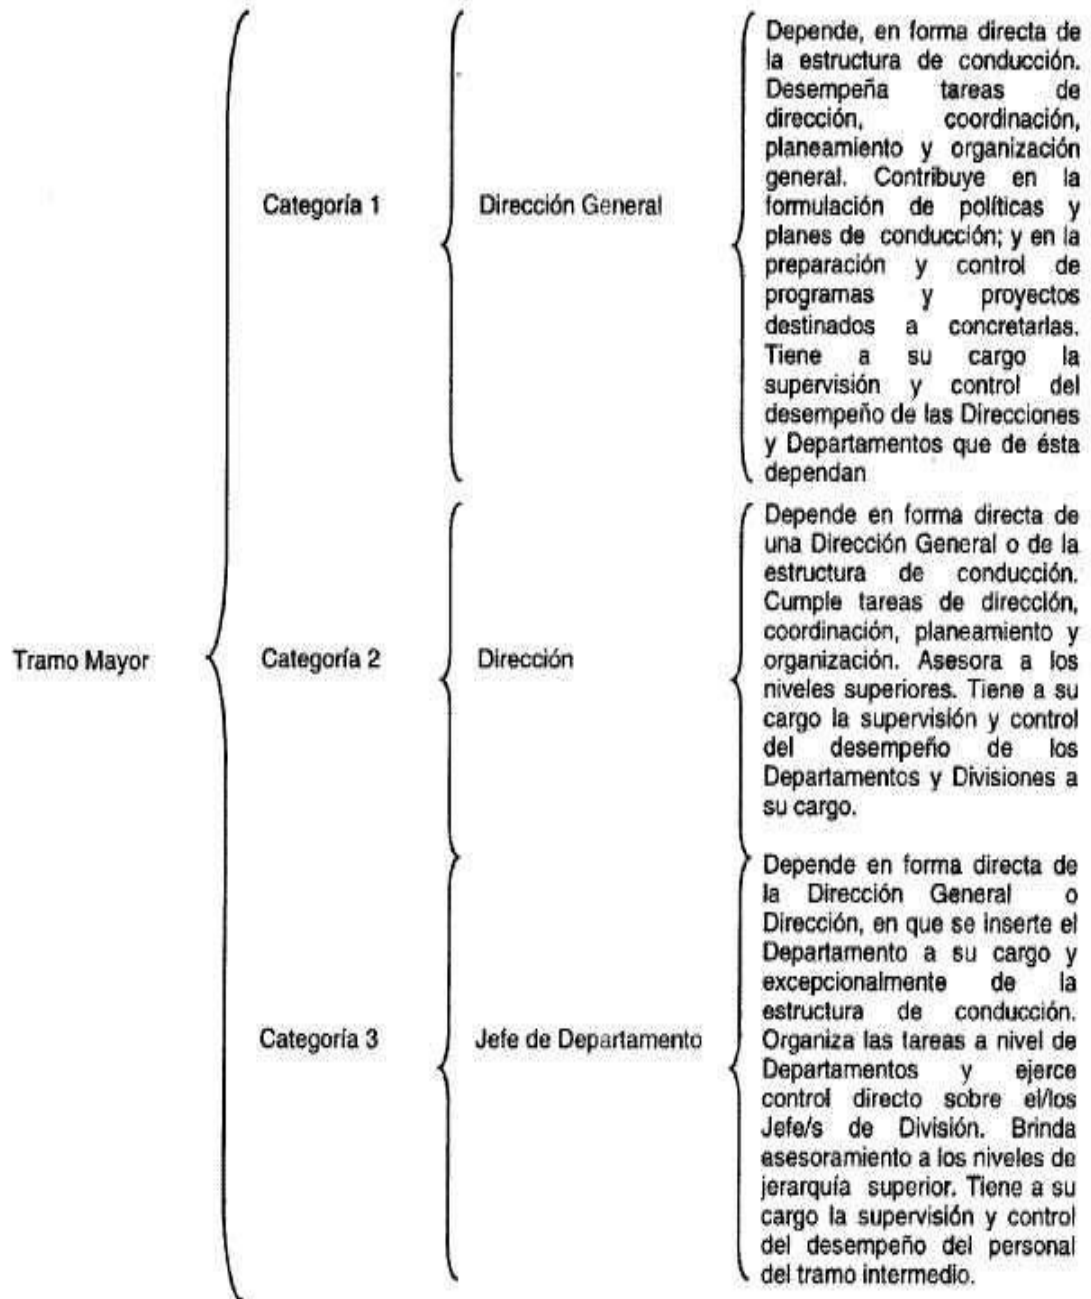 Tramo Mayor
Categoría 1
Dirección General
Depende, en forma directa de
la estructura de conducción.
Desempeña tareas de
dirección, coordinación,
planeamiento y organización
general. Contribuye en la
formulación de políticas y
planes de conducción; y en la
preparación y control de
programas y proyectos
destinados a concretarlas.
Tiene a su cargo la
supervisión y control del
desempeño de las Direcciones
y Departamentos que de ésta
dependan
Categoría 2
Dirección
Depende en forma directa de
una Dirección General o de la
estructura de conducción.
Cumple tareas de dirección,
coordinación, planeamiento y
organización. Asesora a los
niveles superiores. Tiene a su
cargo la supervisión y control
del desempeño de los
Departamentos y Divisiones a
su cargo.
Categoría 3
Jefe de Departamento
Depende en forma directa de
la Dirección General o
Dirección, en que se inserte el
Departamento a su cargo y
excepcionalmente de la
estructura de conducción.
Organiza las tareas a nivel de
Departamentos y ejerce
control directo sobre el/los
Jefe/s de División. Brinda
asesoramiento a los niveles de
jerarquía superior. Tiene a su
cargo la supervisión y control
del desempeño del personal
del tramo intermedio.